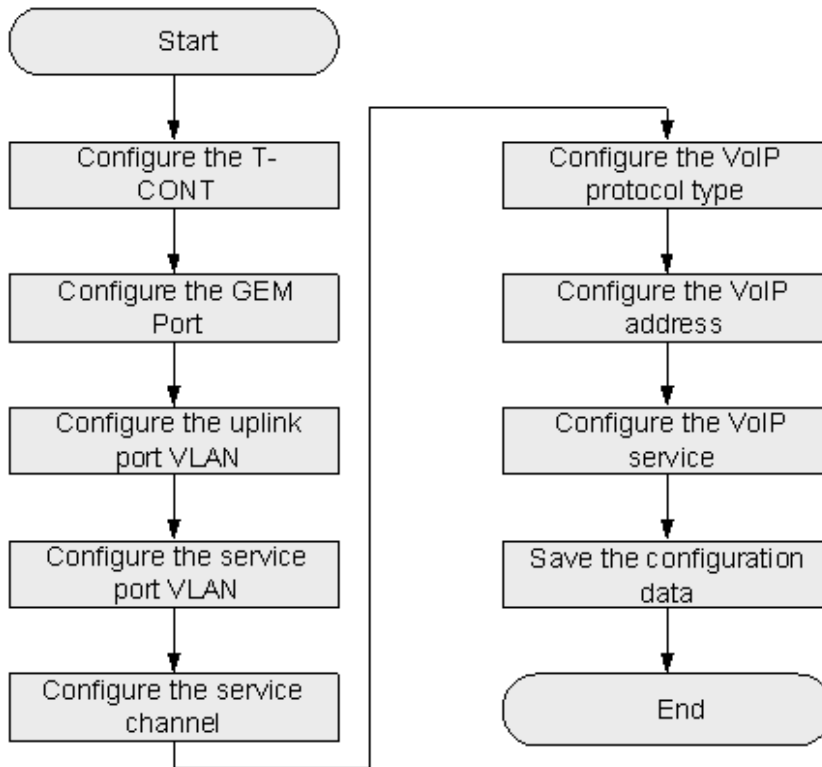 Start
Configure the T-
CONT
Configure the GEM
Port
Configure the uplink
port VLAN
Configure the service
port VLAN
Configure the service
channel
Configure the VoIP
protocol type
Configure the VoIP
address
Configure the VoIP
service
Save the configuration
data
End